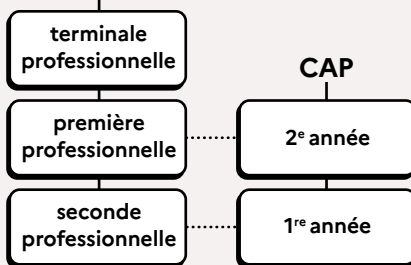 terminale
professionnelle
CAP
première
professionnelle
2e année
seconde
professionnelle
1re année